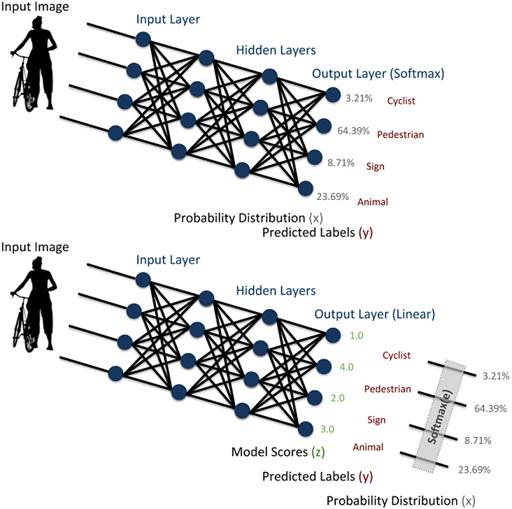 Input Image
Input Layer
Hidden Layers
Output Layer (Softmax)
3.21% Cyclist
64.39% Pedestrian
8.71% Sign
23.69% Animal
Probability Distribution (x)
Predicted Labels (y)
Input Image
Input Layer
Hidden Layers
Output Layer (Linear)
1.0
Cyclist
3.21%
4.0
Pedestrian
64.39%
2.0
Sign
8.71%
3.0
Animal
23.69%
Softmax(e)
Model Scores (z)
Predicted Labels (y)
Probability Distribution (x)